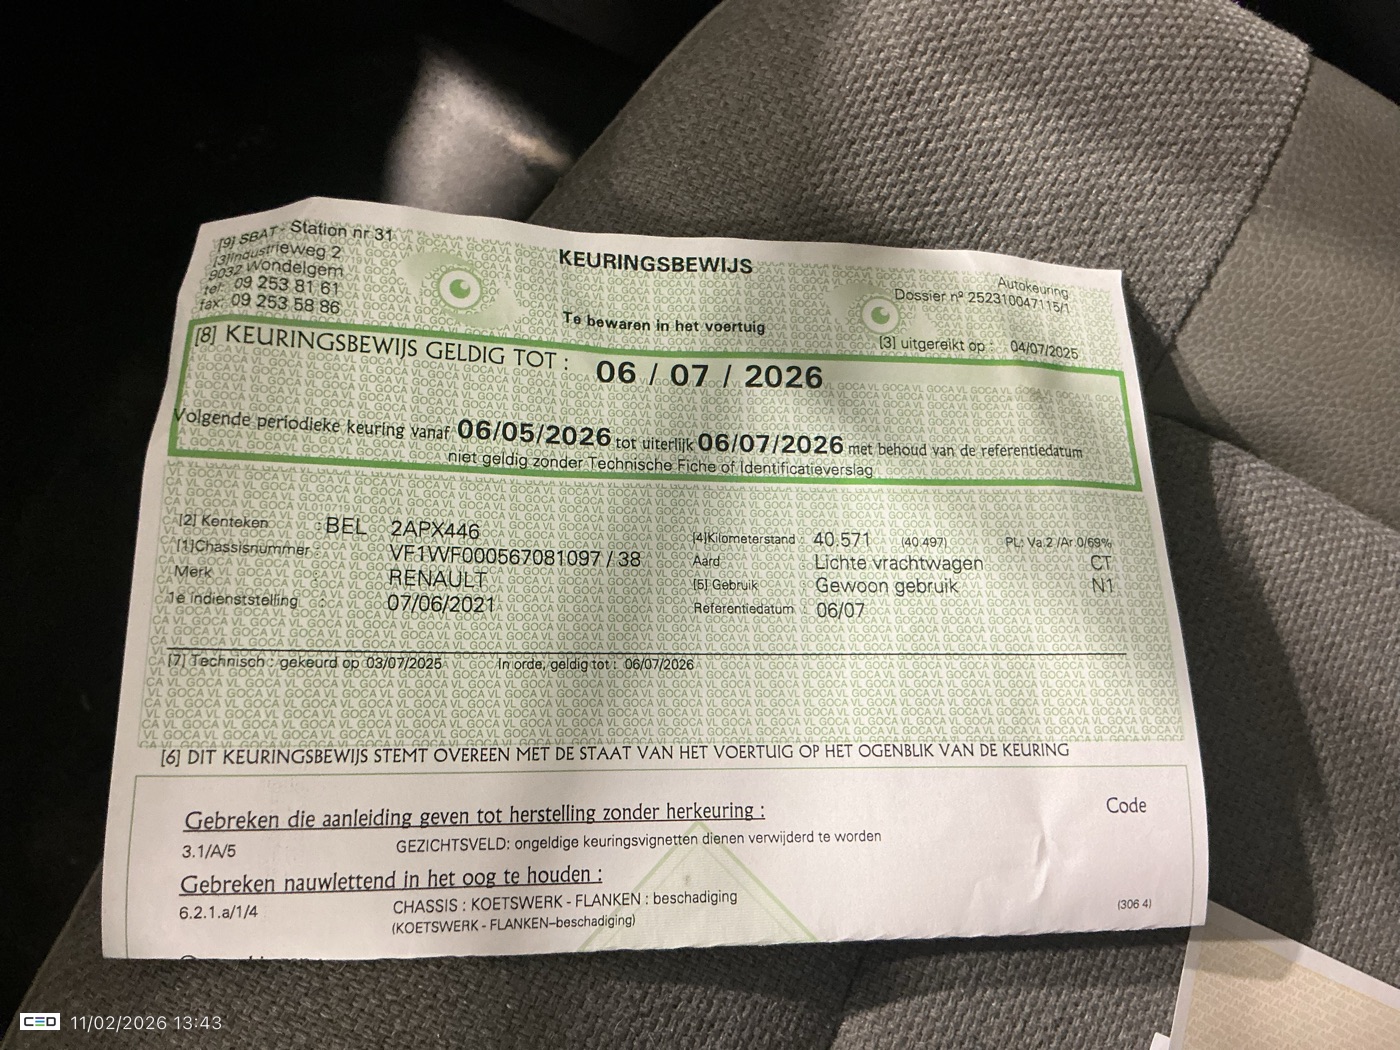 [9] SBAT - Station nr 31
[3]Industrieweg 2
9032 Wondelgem
tel: 09 253 81 61
fax: 09 253 58 86
KEURINGSBEWIJS
Te bewaren in het voertuig
Autokeuring
Dossier nº 252310047115/1
[3] uitgereikt op : 04/07/2025
[8] KEURINGSBEWIJS GELDIG TOT : 06 / 07 / 2026
Volgende periodieke keuring vanaf 06/05/2026 tot uiterlijk 06/07/2026 met behoud van de referentiedatum
niet geldig zonder Technische Fiche of Identificatieverslag
[2] Kenteken : BEL 2APX446
[1]Chassisnummer : VF1WF000567081097 / 38
Merk : RENAULT
1e indienststelling : 07/06/2021
[4]Kilometerstand 40.571 (40.497) PL: Va.2 /Ar.0/69%
Aard : Lichte vrachtwagen CT
[5] Gebruik : Gewoon gebruik N1
Referentiedatum : 06/07
[7] Technisch : gekeurd op 03/07/2025 In orde, geldig tot : 06/07/2026
[6] DIT KEURINGSBEWIJS STEMT OVEREEN MET DE STAAT VAN HET VOERTUIG OP HET OGENBLIK VAN DE KEURING
Gebreken die aanleiding geven tot herstelling zonder herkeuring : Code
3.1/A/5 GEZICHTSVELD: ongeldige keuringsvignetten dienen verwijderd te worden
Gebreken nauwlettend in het oog te houden :
6.2.1.a/1/4 CHASSIS : KOETSWERK - FLANKEN : beschadiging (306 4)
(KOETSWERK - FLANKEN–beschadiging)
CED 11/02/2026 13:43